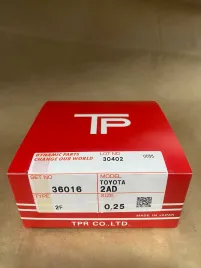 TP
DYNAMIC PARTS
CHANGE OUR WORLD
LOT NO
30402
SET NO
36016
MODEL
TOYOTA
2AD
TYPE
2F
SIZE
0,25
MADE IN JAPAN
TPR CO.,LTD.